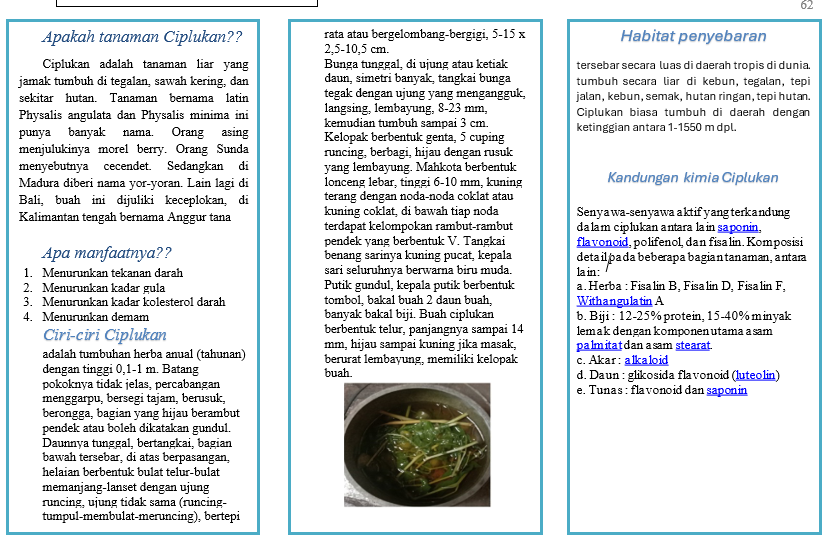 62
Apakah tanaman Ciplukan??
Ciplukan adalah tanaman liar yang
jamak tumbuh di tegalan, sawah kering, dan
sekitar hutan. Tanaman bernama latin
Physalis angulata dan Physalis minima ini
punya banyak nama. Orang asing
menjulukinya morel berry. Orang Sunda
menyebutnya cecendet. Sedangkan di
Madura diberi nama yor-yoran. Lain lagi di
Bali, buah ini dijuliki keceplokan, di
Kalimantan tengah bernama Anggur tana
Apa manfaatnya??
1. Menurunkan tekanan darah
2. Menurunkan kadar gula
3. Menurunkan kadar kolesterol darah
4. Menurunkan demam
Ciri-ciri Ciplukan
adalah tumbuhan herba anual (tahunan)
dengan tinggi 0,1-1 m. Batang
pokoknya tidak jelas, percabangan
menggarpu, bersegi tajam, berusuk,
berongga, bagian yang hijau berambut
pendek atau boleh dikatakan gundul.
Daunnya tunggal, bertangkai, bagian
bawah tersebar, di atas berpasangan,
helaian berbentuk bulat telur-bulat
memanjang-lanset dengan ujung
runcing, ujung tidak sama (runcing-
tumpul-membulat-meruncing), bertepi
rata atau bergelombang-bergigi, 5-15 x
2,5-10,5 cm.
Bunga tunggal, di ujung atau ketiak
daun, simetri banyak, tangkai bunga
tegak dengan ujung yang mengangguk,
langsing, lembayung, 8-23 mm,
kemudian tumbuh sampai 3 cm.
Kelopak berbentuk genta, 5 cuping
runcing, berbagi, hijau dengan rusuk
yang lembayung. Mahkota berbentuk
lonceng lebar, tinggi 6-10 mm, kuning
terang dengan noda-noda coklat atau
kuning coklat, di bawah tiap noda
terdapat kelompokan rambut-rambut
pendek yang berbentuk V. Tangkai
benang sarinya kuning pucat, kepala
sari seluruhnya berwarna biru muda.
Putik gundul, kepala putik berbentuk
tombol, bakal buah 2 daun buah,
banyak bakal biji. Buah ciplukan
berbentuk telur, panjangnya sampai 14
mm, hijau sampai kuning jika masak,
berurat lembayung, memiliki kelopak
buah.
Habitat penyebaran
tersebar secara luas di daerah tropis di dunia.
tumbuh secara liar di kebun, tegalan, tepi
jalan, kebun, semak, hutan ringan, tepi hutan.
Ciplukan biasa tumbuh di daerah dengan
ketinggian antara 1-1550 m dpl.
Kandungan kimia Ciplukan
Senyawa-senyawa aktif yang terkandung
dalam ciplukan antara lain saponin,
flavonoid, polifenol, dan fisalin. Komposisi
detail pada beberapa bagian tanaman, antara
lain:
a. Herba : Fisalin B, Fisalin D, Fisalin F,
Withangulatin A
b. Biji : 12-25% protein, 15-40% minyak
lemak dengan komponen utama asam
palmitat dan asam stearat.
c. Akar : alkaloid
d. Daun : glikosida flavonoid (luteolin)
e. Tunas : flavonoid dan saponin